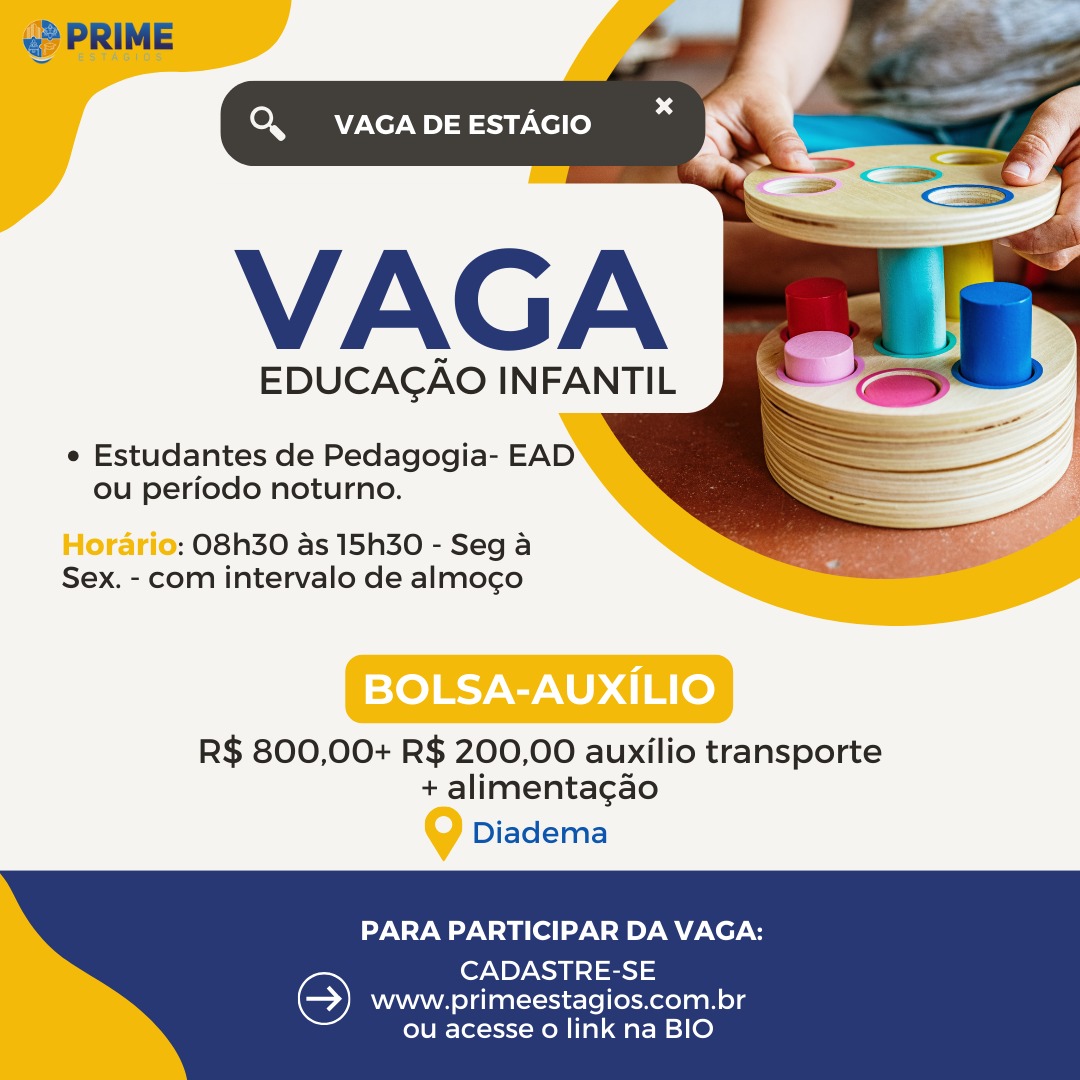 PRIME
ESTÁGIOS
VAGA DE ESTÁGIO
VAGA
EDUCAÇÃO INFANTIL
• Estudantes de Pedagogia- EAD
ou período noturno.
Horário: 08h30 às 15h30 - Seg à
Sex. - com intervalo de almoço
BOLSA-AUXÍLIO
R$ 800,00+ R$ 200,00 auxílio transporte
+ alimentação
Diadema
PARA PARTICIPAR DA VAGA:
CADASTRE-SE
www.primeestagios.com.br
ou acesse o link na BIO